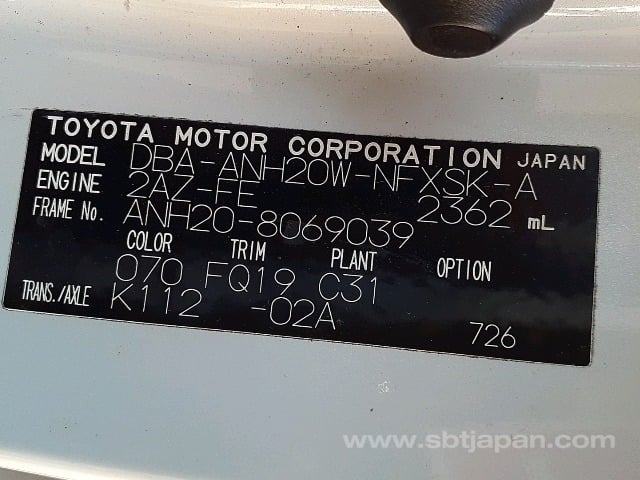 TOYOTA MOTOR CORPORATION JAPAN
MODEL DBA-ANH20W-NFXSK-A
ENGINE 2AZ-FE 2362 mL
FRAME No. ANH20-8069039
COLOR TRIM PLANT OPTION
070 FQ19 C31
TRANS./AXLE K112 -02A
726
www.sbtjapan.com